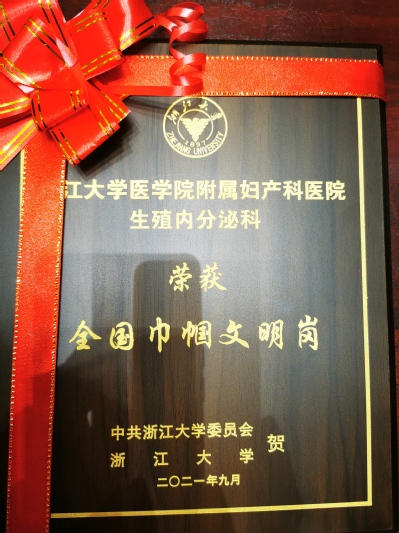 浙江大学
ZHEJIANG UNIVERSITY
1897
江大学医学院附属妇产科医院
生殖内分泌科
荣获
全国巾帼文明岗
中共浙江大学委员会
浙江大学 贺
二〇二一年九月